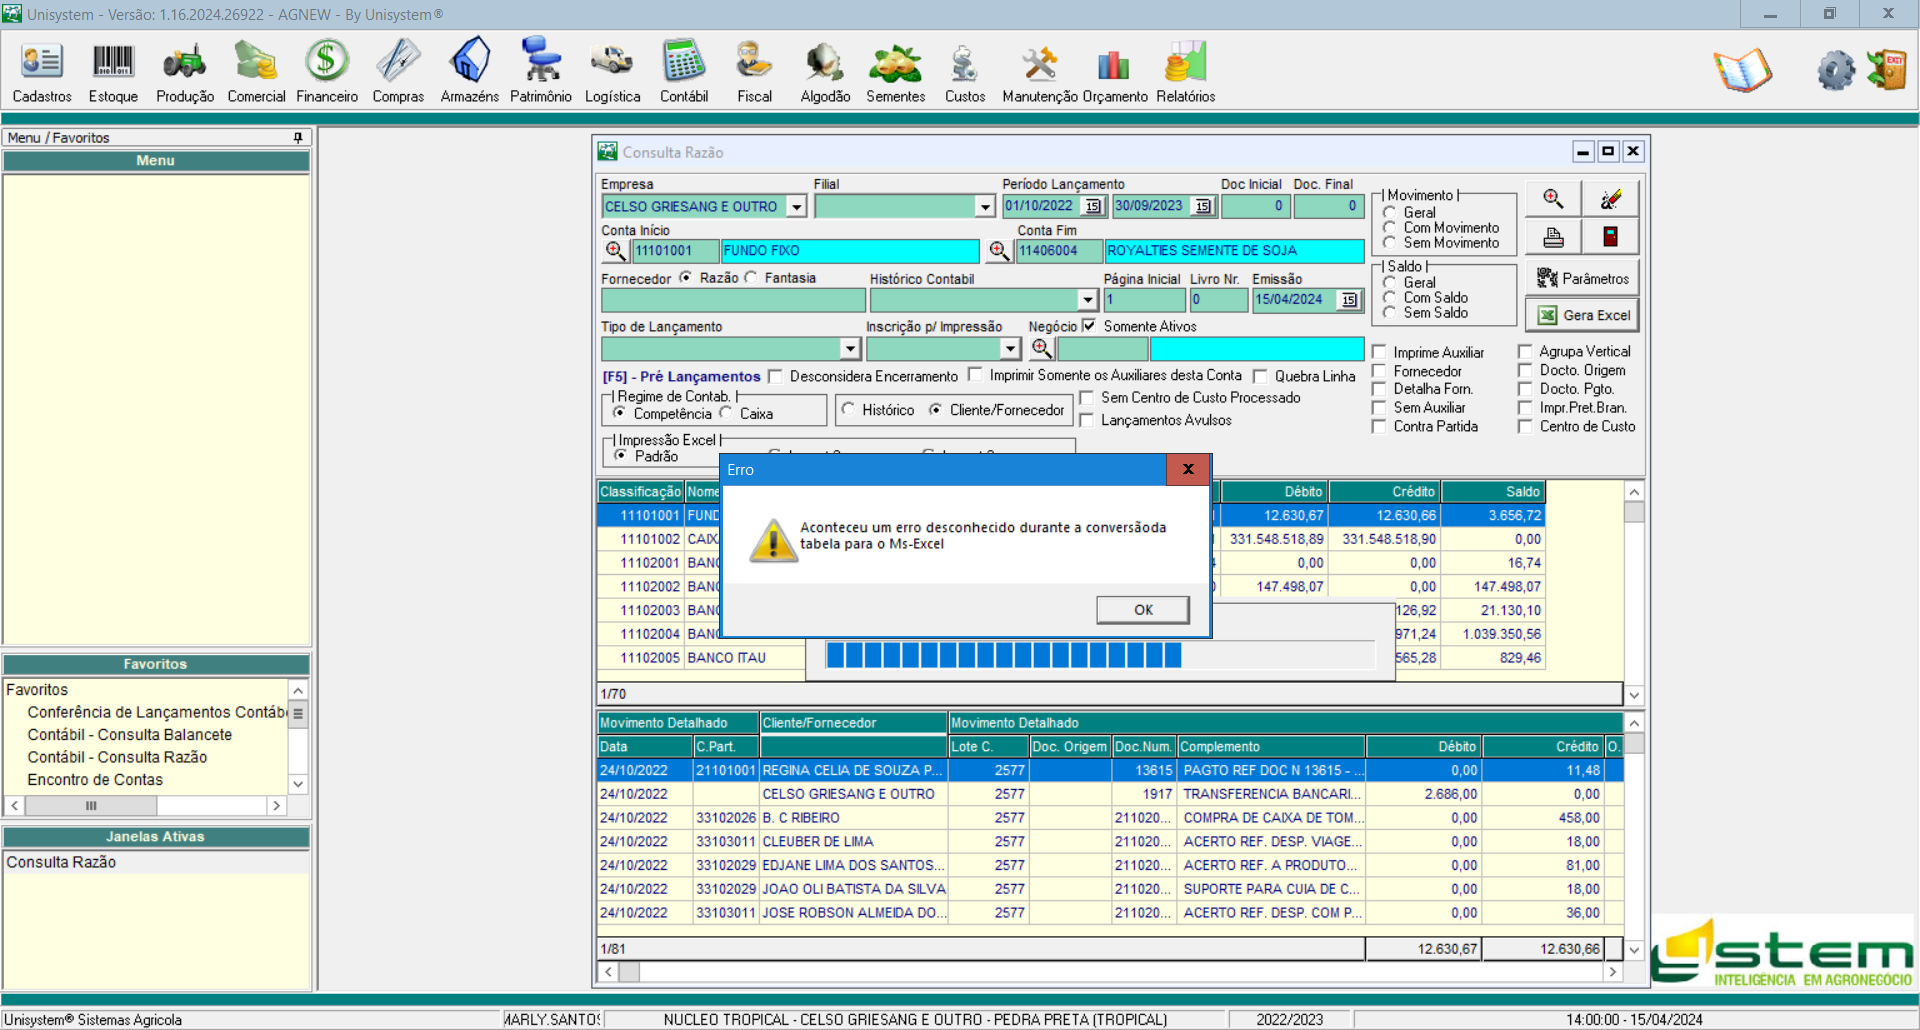 Unisystem - Versão: 1.16.2024.26922 - AGNEW - By Unisystem®
Cadastros Estoque Produção Comercial Financeiro Compras Armazéns Patrimônio Logística Contábil Fiscal Algodão Sementes Custos Manutenção Orçamento Relatórios
EXIT
Menu / Favoritos
Menu
Favoritos
Favoritos
Conferência de Lançamentos Contábe
Contábil - Consulta Balancete
Contábil - Consulta Razão
Encontro de Contas
Janelas Ativas
Consulta Razão
Consulta Razão
Empresa Filial Período Lançamento Doc Inicial Doc. Final
CELSO GRIESANG E OUTRO 01/10/2022 15 30/09/2023 15 0 0
Conta Início Conta Fim
11101001 FUNDO FIXO 11406004 ROYALTIES SEMENTE DE SOJA
Fornecedor Razão Fantasia Histórico Contabil Página Inicial Livro Nr. Emissão
1 0 15/04/2024 15
Tipo de Lançamento Inscrição p/ Impressão Negócio Somente Ativos
[F5] - Pré Lançamentos Desconsidera Encerramento Imprimir Somente os Auxiliares desta Conta Quebra Linha
Regime de Contab.
Competência Caixa Histórico Cliente/Fornecedor
Sem Centro de Custo Processado
Lançamentos Avulsos
Impressão Excel
Padrão
Movimento
Geral
Com Movimento
Sem Movimento
Saldo
Geral
Com Saldo
Sem Saldo
Parâmetros
Gera Excel
Imprime Auxiliar Agrupa Vertical
Fornecedor Docto. Origem
Detalha Forn. Docto. Pgto.
Sem Auxiliar Impr.Pret.Bran.
Contra Partida Centro de Custo
Erro
Aconteceu um erro desconhecido durante a conversãoda
tabela para o Ms-Excel
OK
Classificação Nome Débito Crédito Saldo
11101001 FUND 12.630,67 12.630,66 3.656,72
11101002 CAIX 331.548.518,89 331.548.518,90 0,00
11102001 BANC 0,00 0,00 16,74
11102002 BANC 147.498,07 0,00 147.498,07
11102003 BANC 126,92 21.130,10
11102004 BANC 971,24 1.039.350,56
11102005 BANCO ITAU 565,28 829,46
1/70
Movimento Detalhado Cliente/Fornecedor Movimento Detalhado
Data C.Part. Lote C. Doc. Origem Doc.Num. Complemento Débito Crédito O.
24/10/2022 21101001 REGINA CELIA DE SOUZA P... 2577 13615 PAGTO REF DOC N 13615 - ... 0,00 11,48
24/10/2022 CELSO GRIESANG E OUTRO 2577 1917 TRANSFERENCIA BANCARI... 2.686,00 0,00
24/10/2022 33102026 B. C RIBEIRO 2577 211020... COMPRA DE CAIXA DE TOM... 0,00 458,00
24/10/2022 33103011 CLEUBER DE LIMA 2577 211020... ACERTO REF. DESP. VIAGE... 0,00 18,00
24/10/2022 33102029 EDJANE LIMA DOS SANTOS... 2577 211020... ACERTO REF. A PRODUTO... 0,00 81,00
24/10/2022 33102029 JOAO OLI BATISTA DA SILVA 2577 211020... SUPORTE PARA CUIA DE C... 0,00 18,00
24/10/2022 33103011 JOSE ROBSON ALMEIDA DO... 2577 211020... ACERTO REF. DESP. COM P... 0,00 36,00
1/81 12.630,67 12.630,66
ystem
INTELIGÊNCIA EM AGRONEGÓCIO
Unisystem® Sistemas Agricola MARLY.SANTOS NUCLEO TROPICAL - CELSO GRIESANG E OUTRO - PEDRA PRETA (TROPICAL) 2022/2023 14:00:00 - 15/04/2024